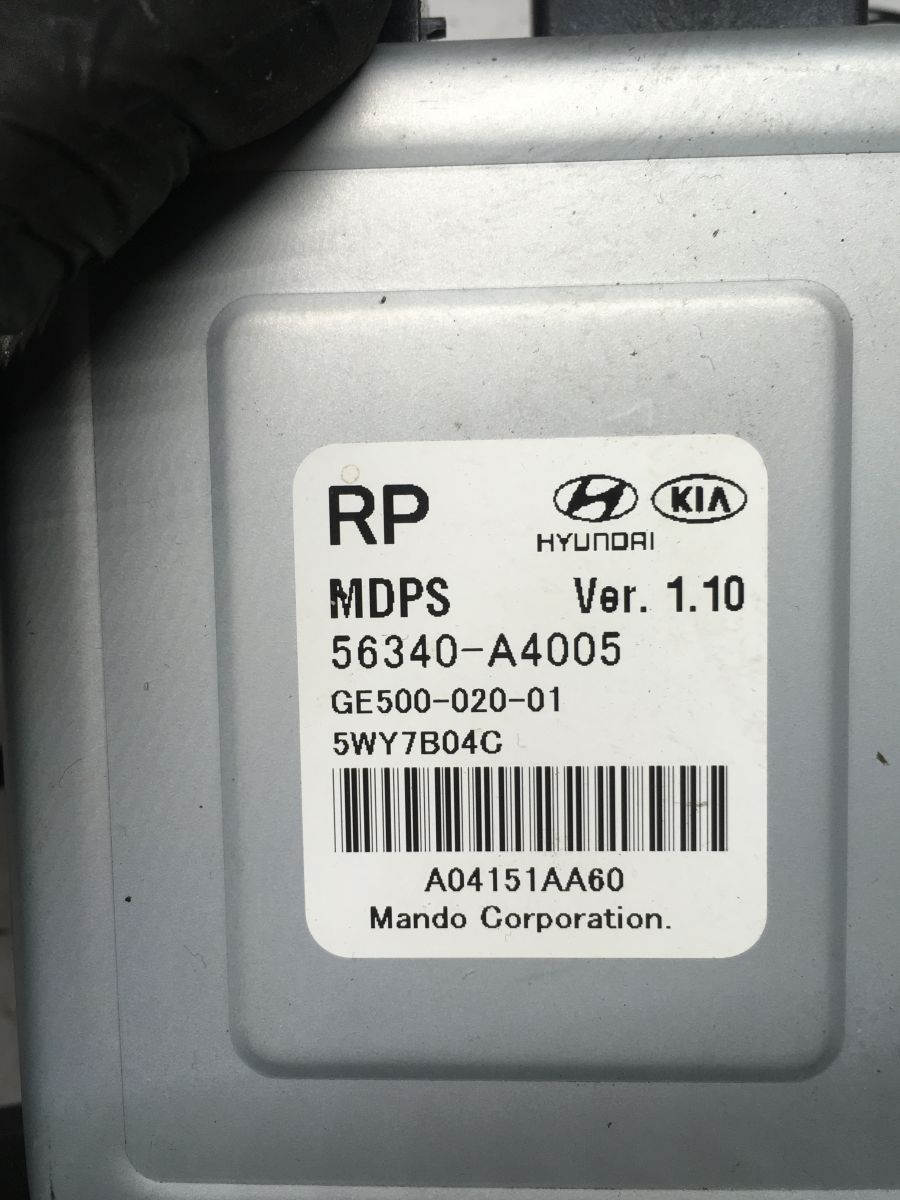 RP
KIA
HYUNDAI
MDPS Ver. 1.10
56340-A4005
GE500-020-01
5WY7B04C
A04151AA60
Mando Corporation.